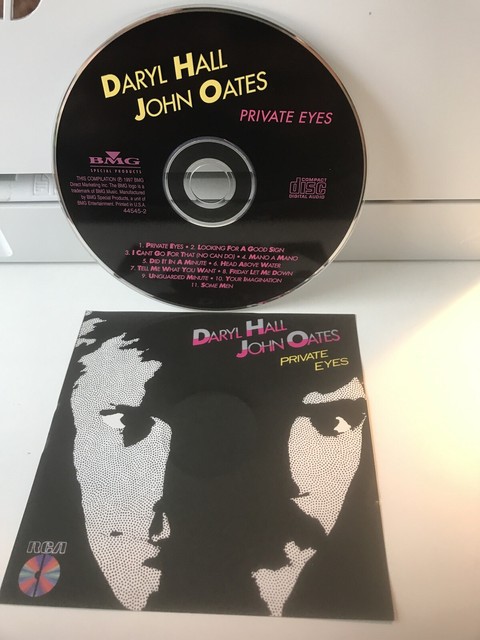 DARYL HALL
JOHN OATES
PRIVATE EYES
BMG
SPECIAL PRODUCTS
THIS COMPILATION ℗ 1997 BMG
Direct Marketing Inc. The BMG logo is a
trademark of BMG Music. Manufactured
by BMG Special Products, a unit of
BMG Entertainment. Printed in U.S.A.
44545-2
COMPACT
disc
DIGITAL AUDIO
1. PRIVATE EYES • 2. LOOKING FOR A GOOD SIGN
3. I CANT GO FOR THAT (NO CAN DO) • 4. MANO A MANO
5. DID IT IN A MINUTE • 6. HEAD ABOVE WATER
7. TELL ME WHAT YOU WANT • 8. FRIDAY LET ME DOWN
9. UNGUARDED MINUTE • 10. YOUR IMAGINATION
11. SOME MEN
DARYL HALL
JOHN OATES
PRIVATE
EYES
RCA